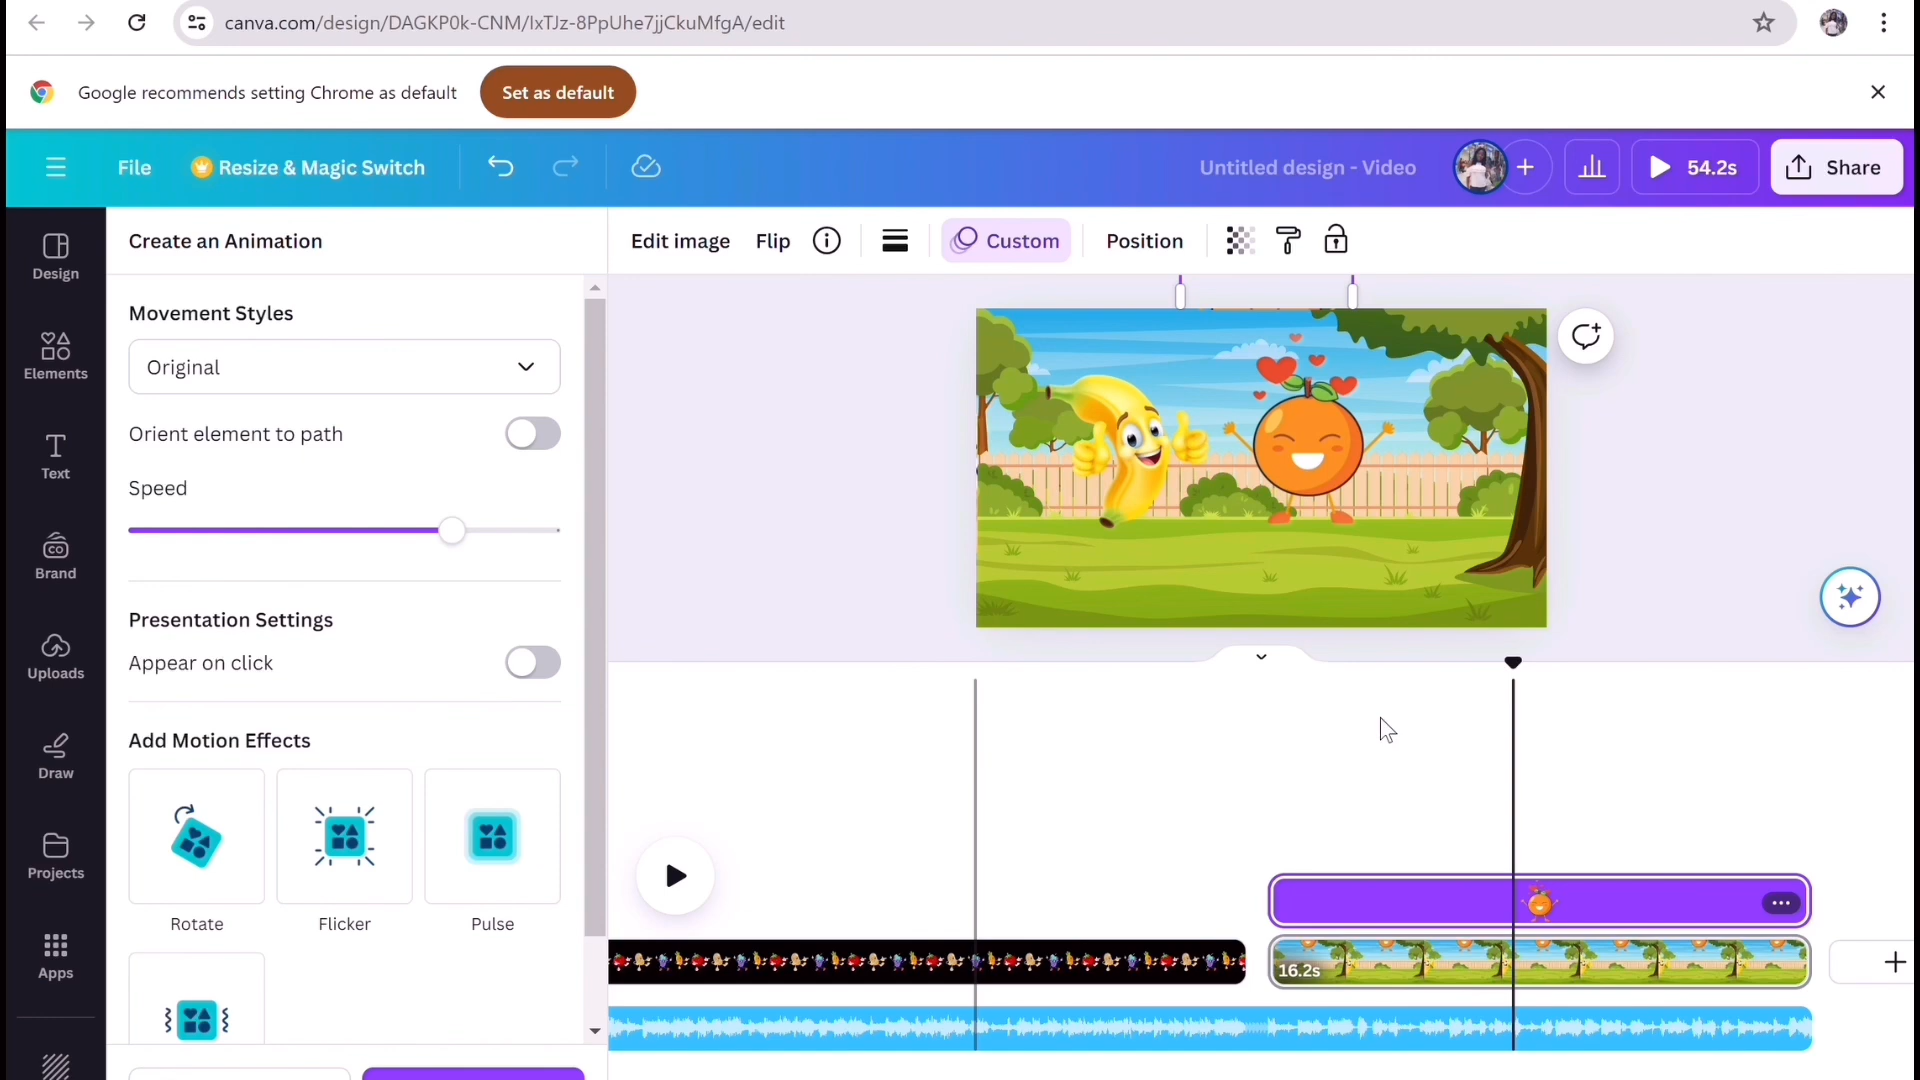 canva.com/design/DAGKP0k-CNM/IxTJz-8PpUhe7jjCkuMfgA/edit
Google recommends setting Chrome as default
Set as default
File
Resize & Magic Switch
Untitled design - Video
54.2s
Share
Design
Elements
Text
Brand
Uploads
Draw
Projects
Apps
Create an Animation
Movement Styles
Original
Orient element to path
Speed
Presentation Settings
Appear on click
Add Motion Effects
Rotate
Flicker
Pulse
Edit image
Flip
Custom
Position
16.2s